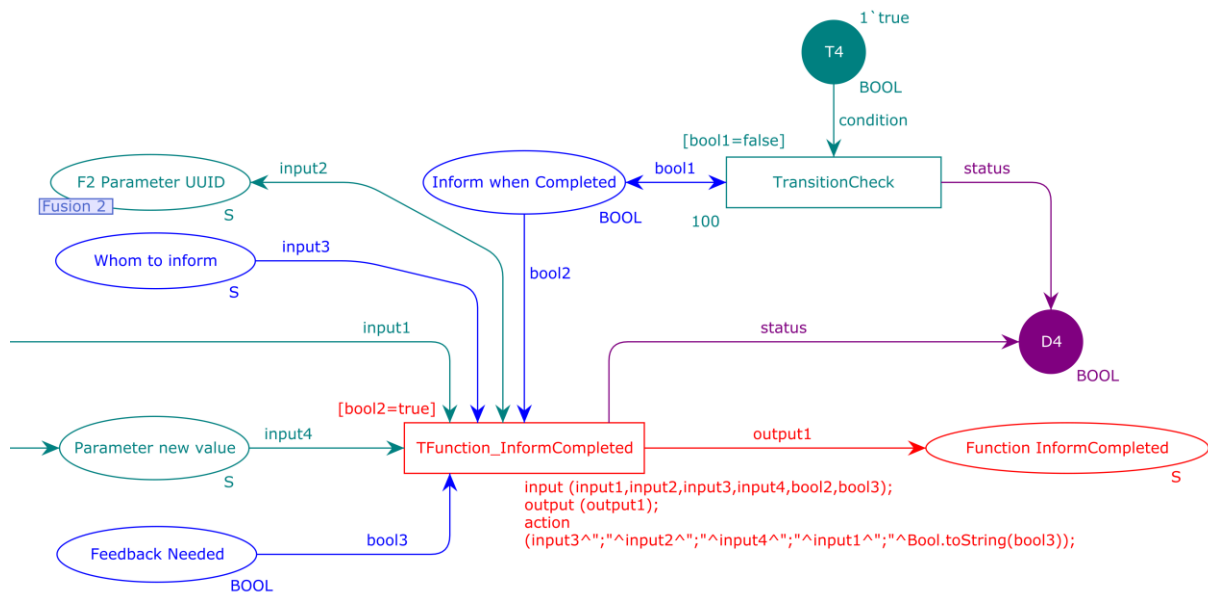 1`true
T4
BOOL
condition
[bool1=false]
input2
bool1
status
F2 Parameter UUID
Inform when Completed
TransitionCheck
Fusion 2
S
BOOL
100
input3
Whom to inform
bool2
S
input1
status
D4
BOOL
[bool2=true]
input4
output1
Parameter new value
TFunction_InformCompleted
Function InformCompleted
S
S
input (input1,input2,input3,input4,bool2,bool3);
output (output1);
action
(input3^";"^input2^";"^input4^";"^input1^";"^Bool.toString(bool3));
bool3
Feedback Needed
BOOL